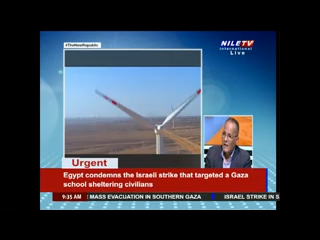 #TheNewRepublic
NILE TV
International
Live
Urgent
Egypt condemns the Israeli strike that targeted a Gaza
school sheltering civilians
9:35 AM MASS EVACUATION IN SOUTHERN GAZA ISRAEL STRIKE IN S